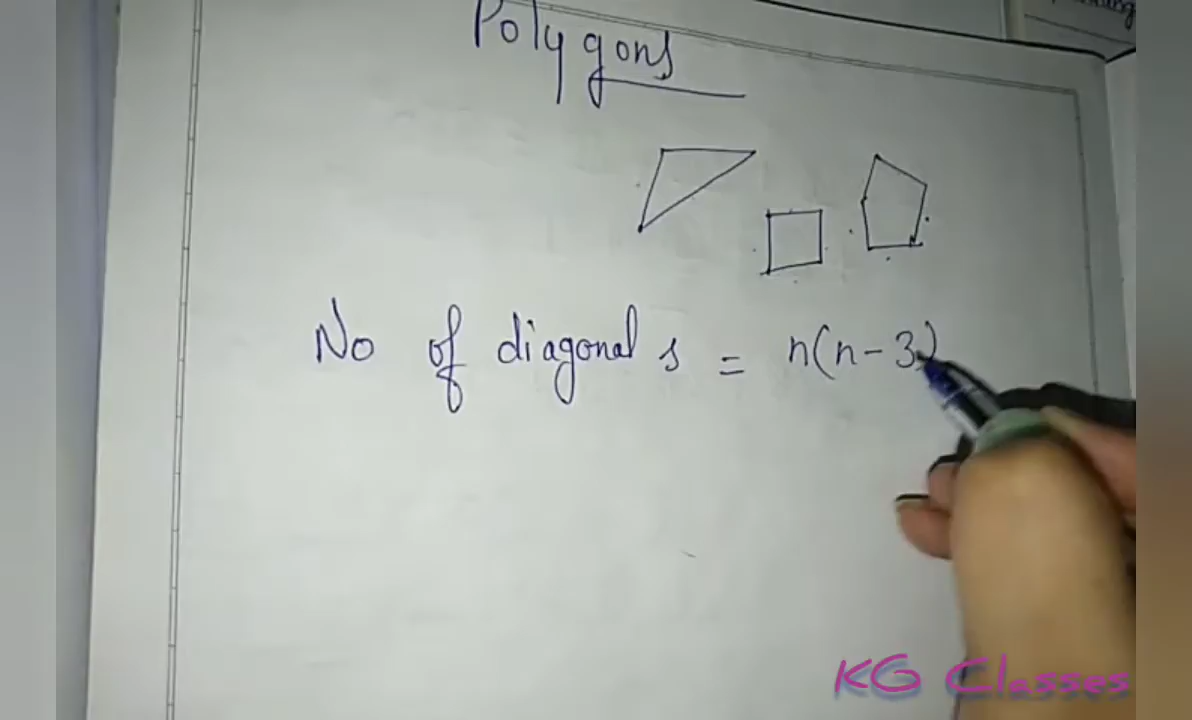 Polygons
No of diagonals = n(n-3)
KG Classes